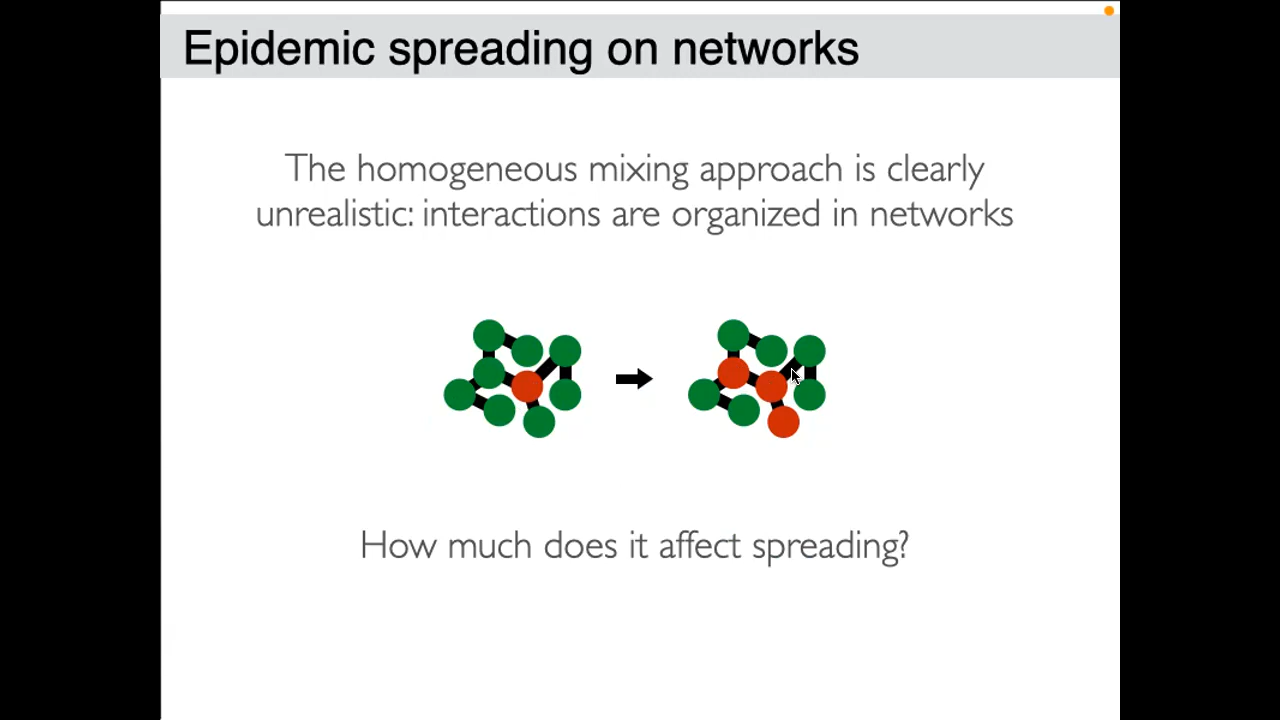 Epidemic spreading on networks
The homogeneous mixing approach is clearly
unrealistic: interactions are organized in networks
How much does it affect spreading?